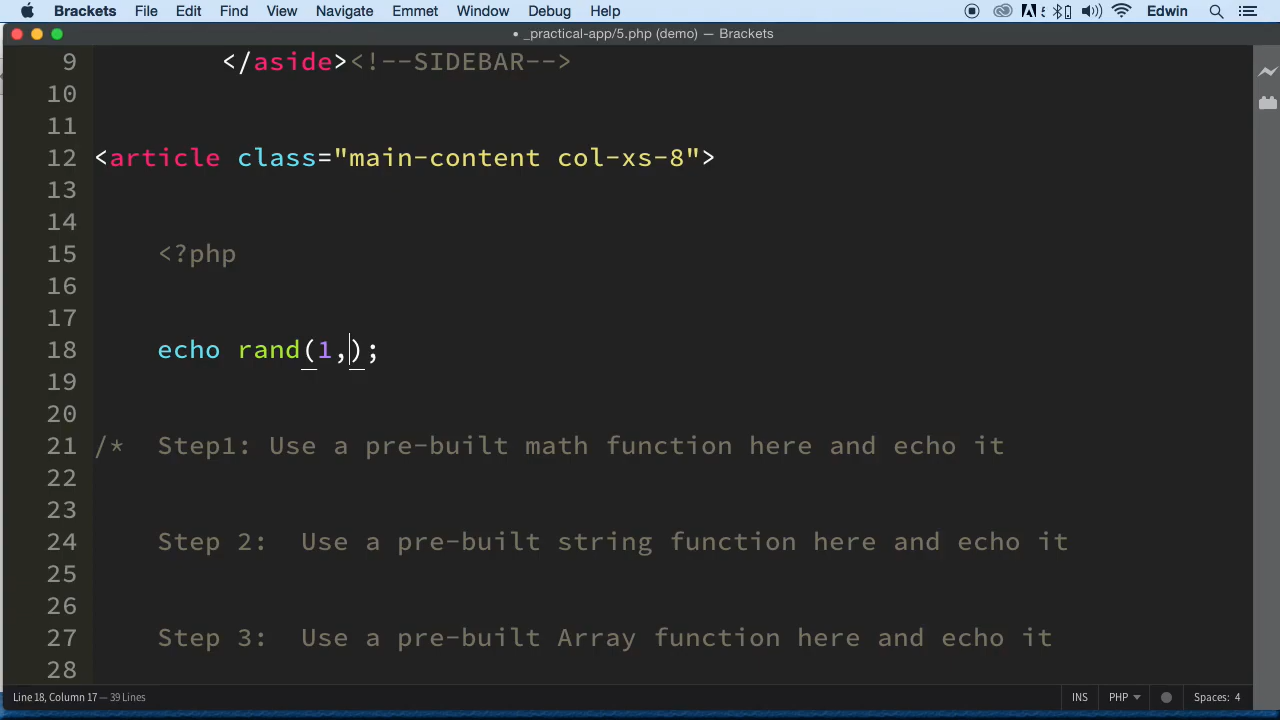 Brackets File Edit Find View Navigate Emmet Window Debug Help Edwin
• _practical-app/5.php (demo) — Brackets
9 </aside><!--SIDEBAR-->
10
11
12 <article class="main-content col-xs-8">
13
14
15 <?php
16
17
18 echo rand(1,);
19
20
21 /* Step1: Use a pre-built math function here and echo it
22
23
24 Step 2: Use a pre-built string function here and echo it
25
26
27 Step 3: Use a pre-built Array function here and echo it
28
Line 18, Column 17 — 39 Lines INS PHP Spaces: 4